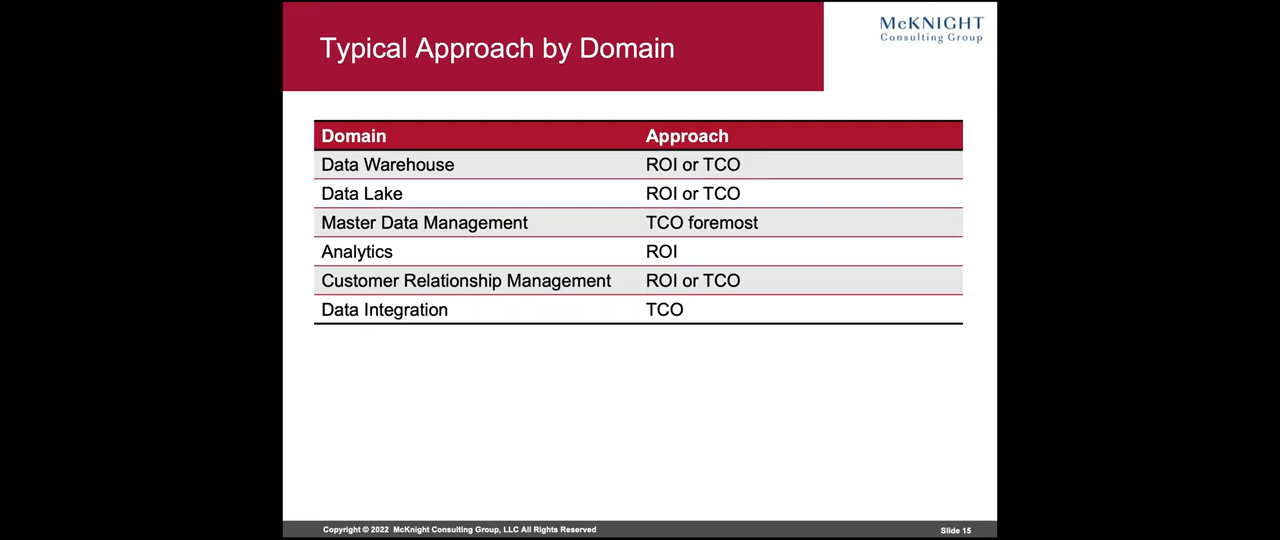 Typical Approach by Domain
McKNIGHT
Consulting Group
Domain Approach
Data Warehouse ROI or TCO
Data Lake ROI or TCO
Master Data Management TCO foremost
Analytics ROI
Customer Relationship Management ROI or TCO
Data Integration TCO
Copyright © 2022 McKnight Consulting Group, LLC All Rights Reserved
Slide 15